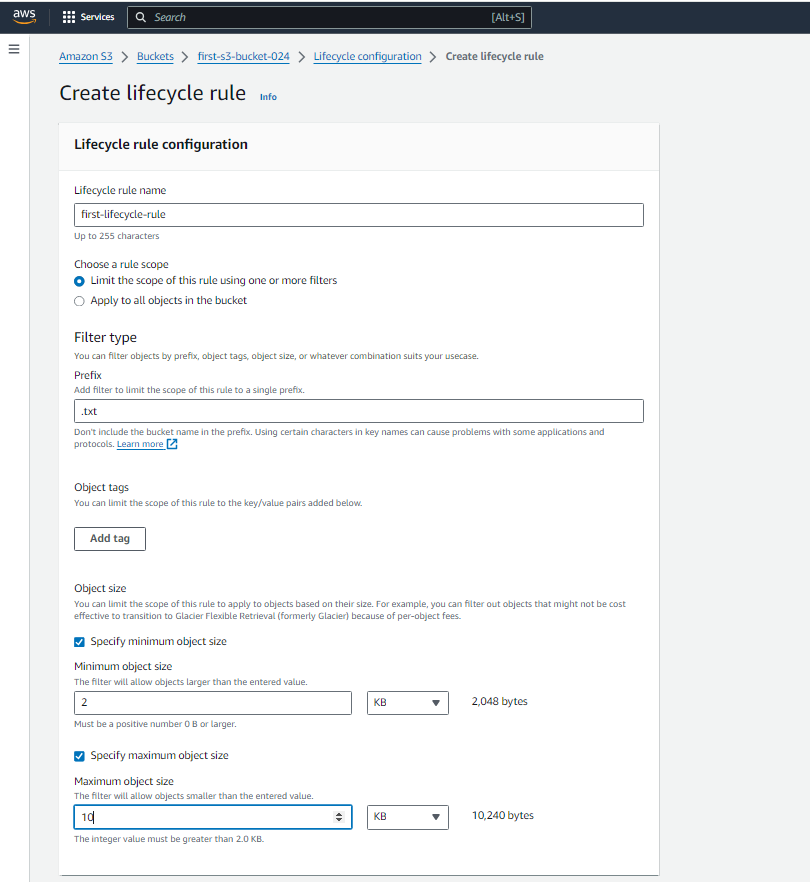 aws
Services
Search [Alt+S]
Amazon S3 > Buckets > first-s3-bucket-024 > Lifecycle configuration > Create lifecycle rule
Create lifecycle rule Info
Lifecycle rule configuration
Lifecycle rule name
first-lifecycle-rule
Up to 255 characters
Choose a rule scope
Limit the scope of this rule using one or more filters
Apply to all objects in the bucket
Filter type
You can filter objects by prefix, object tags, object size, or whatever combination suits your usecase.
Prefix
Add filter to limit the scope of this rule to a single prefix.
.txt
Don't include the bucket name in the prefix. Using certain characters in key names can cause problems with some applications and
protocols. Learn more
Object tags
You can limit the scope of this rule to the key/value pairs added below.
Add tag
Object size
You can limit the scope of this rule to apply to objects based on their size. For example, you can filter out objects that might not be cost
effective to transition to Glacier Flexible Retrieval (formerly Glacier) because of per-object fees.
Specify minimum object size
Minimum object size
The filter will allow objects larger than the entered value.
2 KB 2,048 bytes
Must be a positive number 0 B or larger.
Specify maximum object size
Maximum object size
The filter will allow objects smaller than the entered value.
10 KB 10,240 bytes
The integer value must be greater than 2.0 KB.